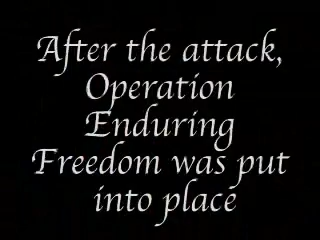 After the attack,
Operation
Enduring
Freedom was put
into place